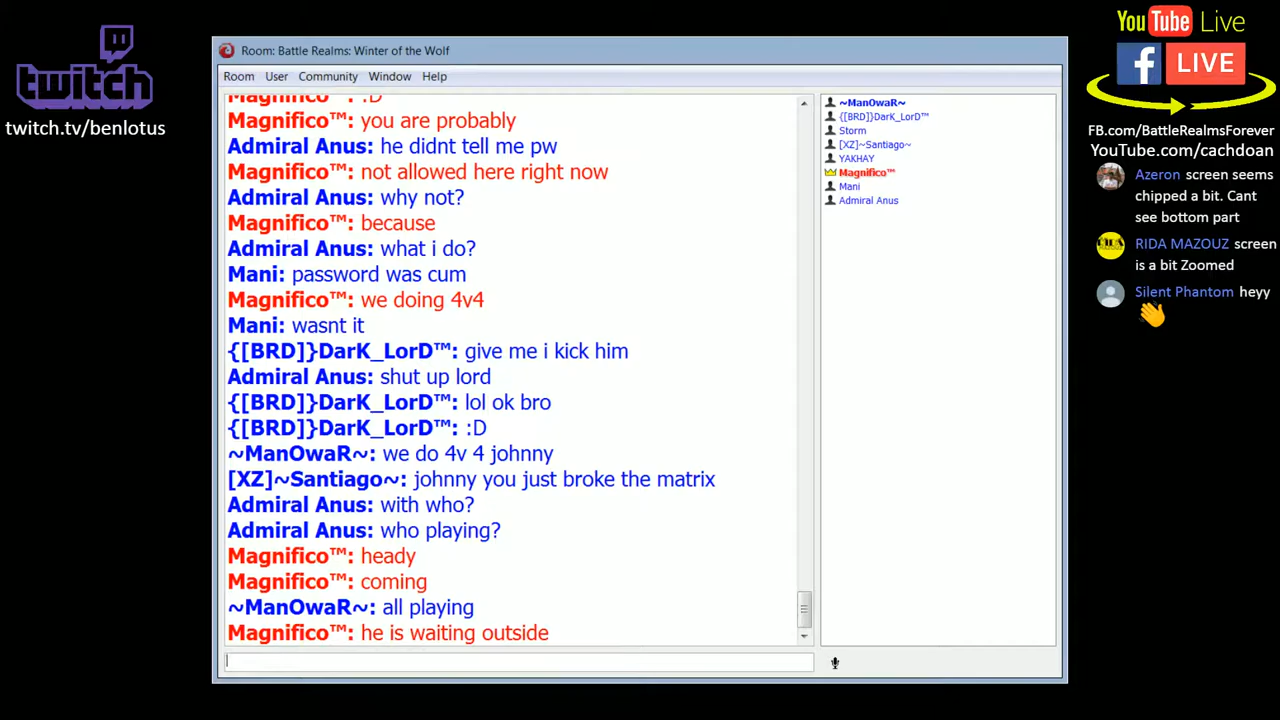 twitch
twitch.tv/benlotus
Room: Battle Realms: Winter of the Wolf
Room User Community Window Help
Magnifico™: :D
Magnifico™: you are probably
Admiral Anus: he didnt tell me pw
Magnifico™: not allowed here right now
Admiral Anus: why not?
Magnifico™: because
Admiral Anus: what i do?
Mani: password was cum
Magnifico™: we doing 4v4
Mani: wasnt it
{[BRD]}DarK_LorD™: give me i kick him
Admiral Anus: shut up lord
{[BRD]}DarK_LorD™: lol ok bro
{[BRD]}DarK_LorD™: :D
~ManOwaR~: we do 4v 4 johnny
[XZ]~Santiago~: johnny you just broke the matrix
Admiral Anus: with who?
Admiral Anus: who playing?
Magnifico™: heady
Magnifico™: coming
~ManOwaR~: all playing
Magnifico™: he is waiting outside
~ManOwaR~
{[BRD]}DarK_LorD™
Storm
[XZ]~Santiago~
YAKHAY
Magnifico™
Mani
Admiral Anus
YouTube Live
f LIVE
FB.com/BattleRealmsForever
YouTube.com/cachdoan
Azeron screen seems
chipped a bit. Cant
see bottom part
RIDA MAZOUZ screen
is a bit Zoomed
Silent Phantom heyy
👋